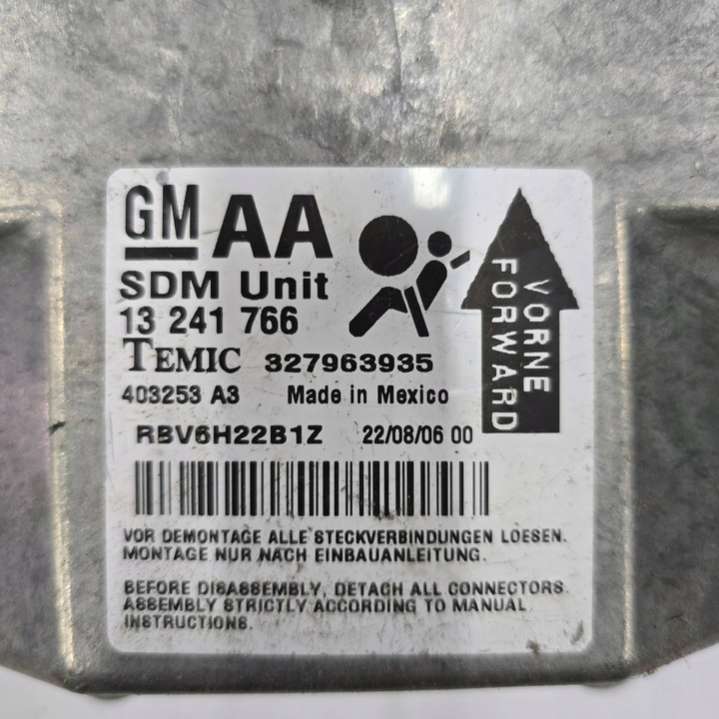 GM AA
SDM Unit
13 241 766
TEMIC 327963935
403253 A3 Made in Mexico
RBV6H22B1Z 22/08/06 00
VORNE
FORWARD
VOR DEMONTAGE ALLE STECKVERBINDUNGEN LOESEN.
MONTAGE NUR NACH EINBAUANLEITUNG.
BEFORE DISASSEMBLY, DETACH ALL CONNECTORS.
ASSEMBLY STRICTLY ACCORDING TO MANUAL
INSTRUCTIONS.